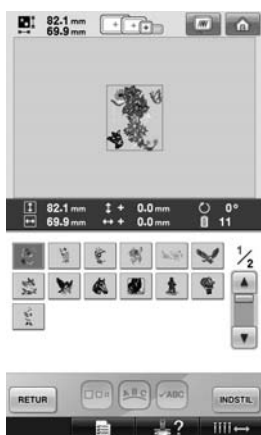 82.1 mm
69.9 mm
82.1 mm + 0.0 mm 0°
69.9 mm + 0.0 mm 11
1/2
RETUR ABC ABC INDSTIL
?